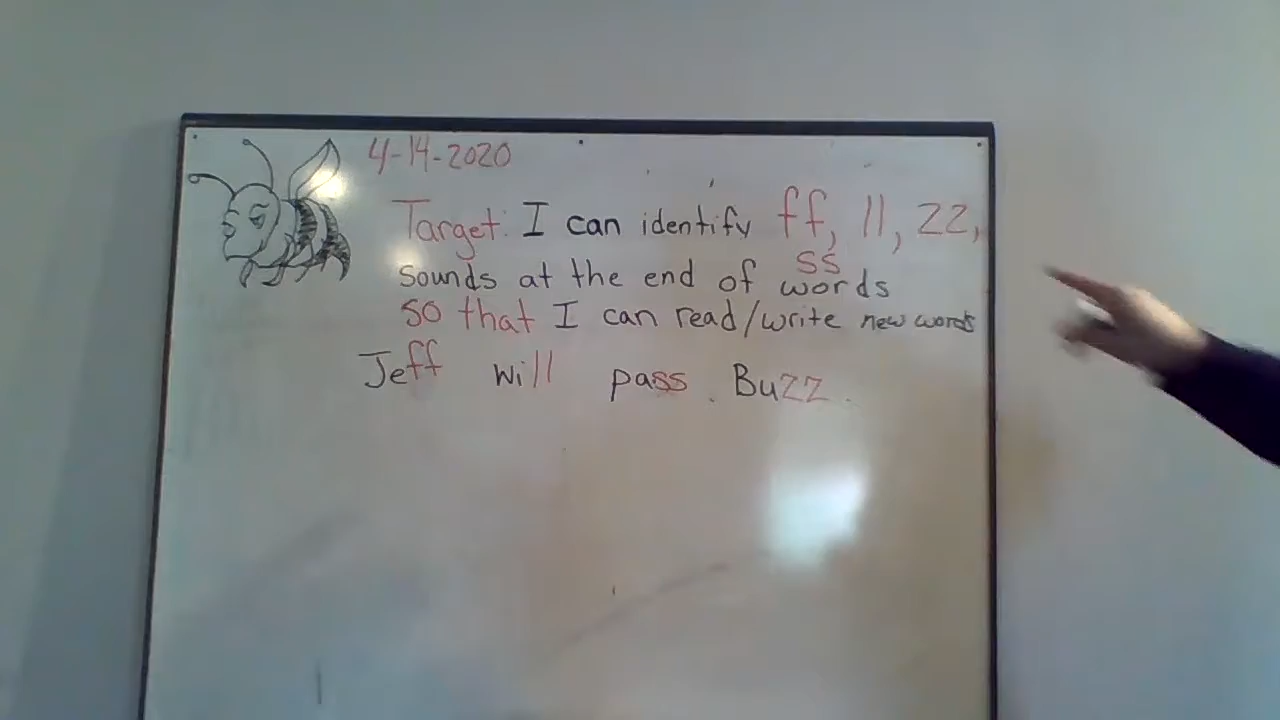 4-14-2020
Target: I can identify ff, ll, zz,
ss
sounds at the end of words
so that I can read/write new words
Jeff will pass. Buzz.